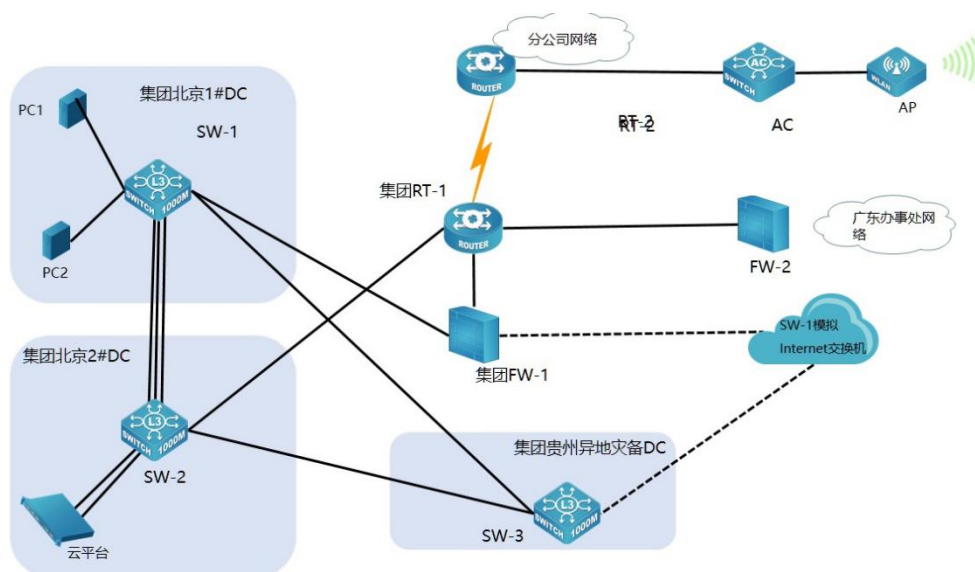 分公司网络
ROUTER
AC
SWITCH
WLAN
AP
RT-2
RT-2
AC
集团北京1#DC
PC1
SW-1
L3
SWITCH
1000M
PC2
集团RT-1
ROUTER
FW-2
广东办事处网
络
集团FW-1
SW-1模拟
Internet交换机
集团北京2#DC
L3
SWITCH
1000M
SW-2
云平台
集团贵州异地灾备DC
L3
SWITCH
1000M
SW-3